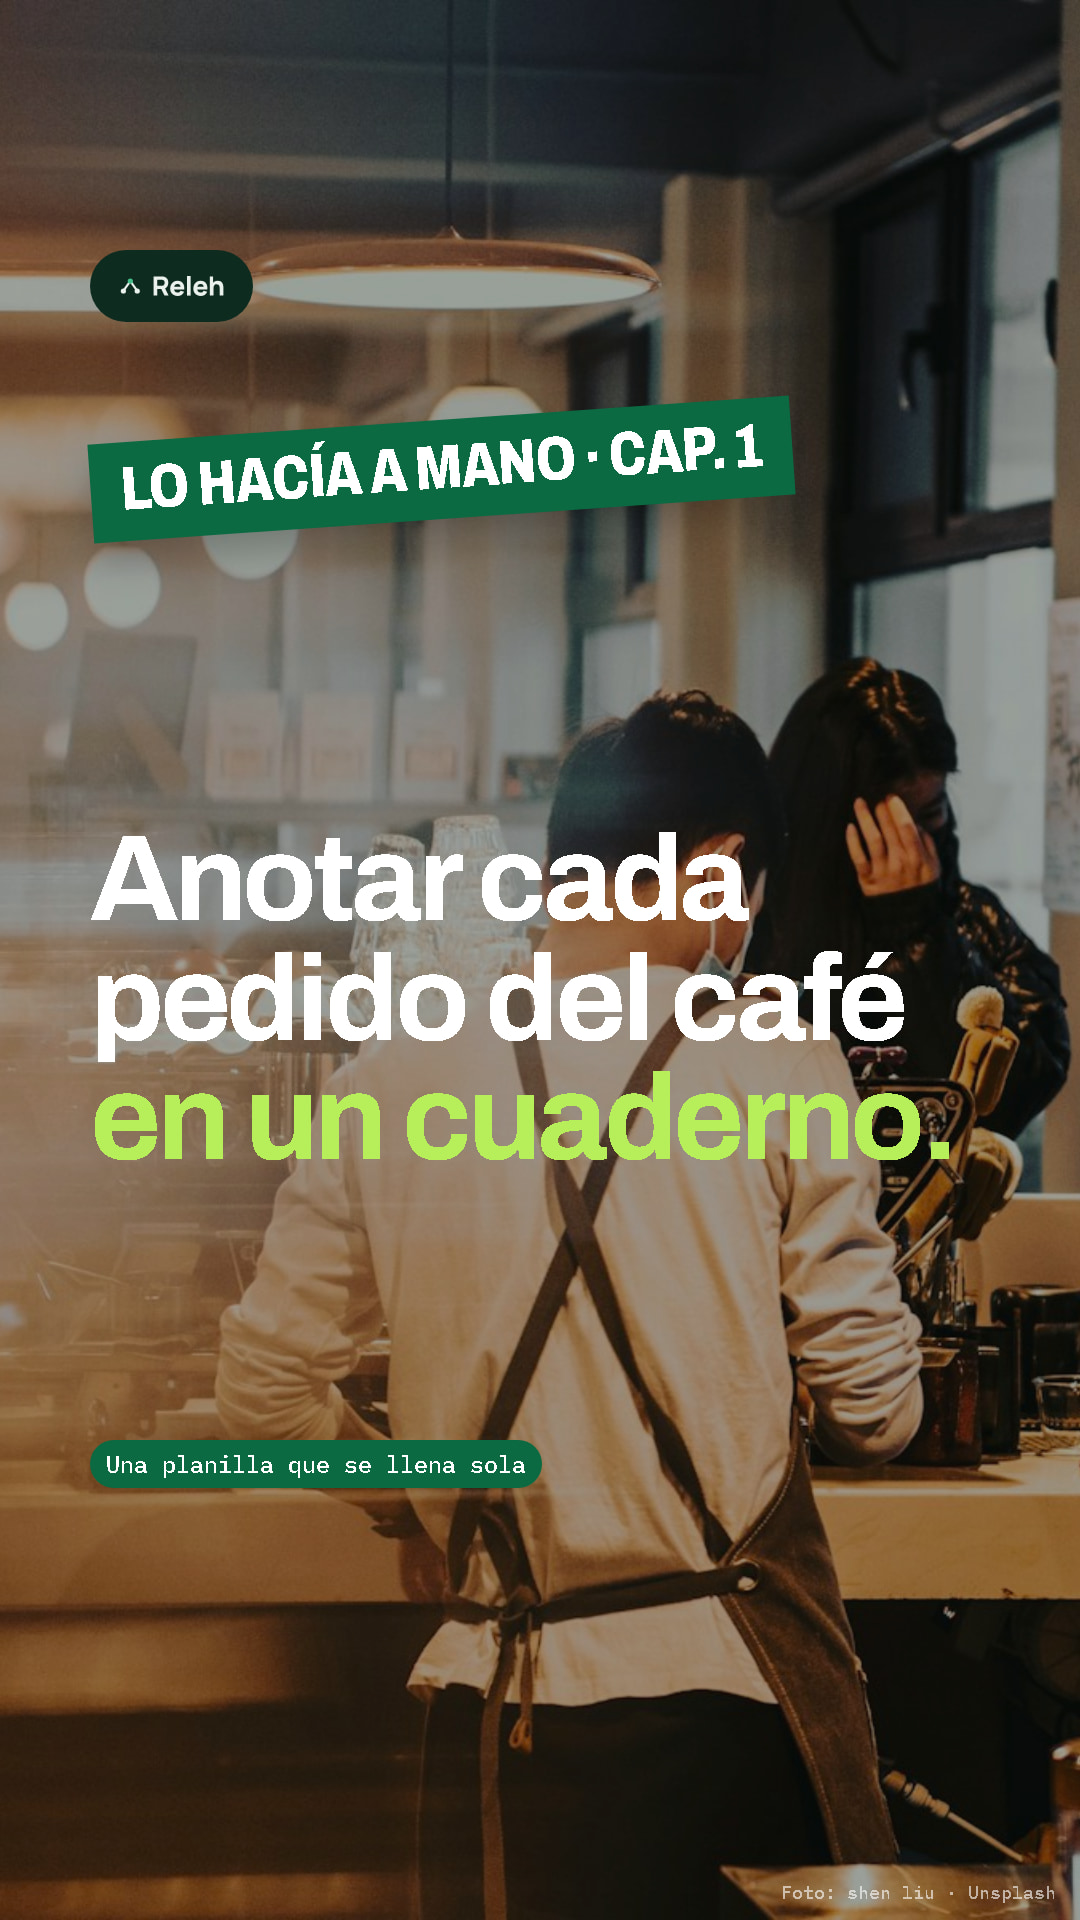 Releh
LO HACÍA A MANO · CAP. 1
Anotar cada
pedido del café
en un cuaderno.
Una planilla que se llena sola
Foto: shen liu · Unsplash